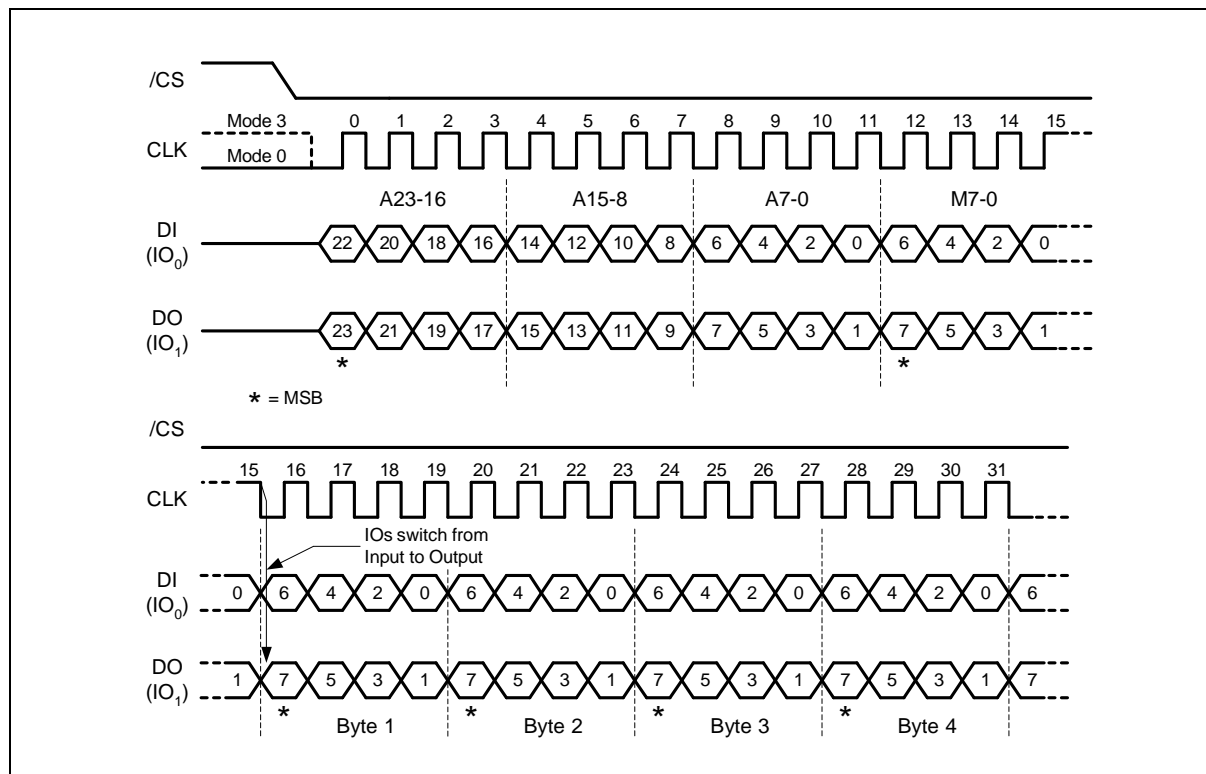 /CS
Mode 3 0 1 2 3 4 5 6 7 8 9 10 11 12 13 14 15
CLK
Mode 0
A23-16 A15-8 A7-0 M7-0
DI
(IO0)
22 20 18 16 14 12 10 8 6 4 2 0 6 4 2 0
DO
(IO1)
23 21 19 17 15 13 11 9 7 5 3 1 7 5 3 1
* *
* = MSB
/CS
15 16 17 18 19 20 21 22 23 24 25 26 27 28 29 30 31
CLK
IOs switch from
Input to Output
DI
(IO0)
0 6 4 2 0 6 4 2 0 6 4 2 0 6 4 2 0 6
DO
(IO1)
1 7 5 3 1 7 5 3 1 7 5 3 1 7 5 3 1 7
* * * *
Byte 1 Byte 2 Byte 3 Byte 4